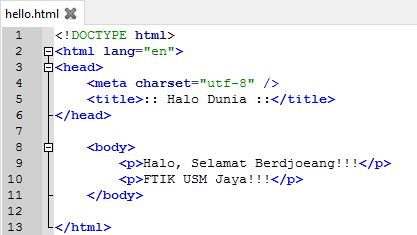 hello.html
1 <!DOCTYPE html>
2 <html lang="en">
3 <head>
4     <meta charset="utf-8" />
5     <title>:: Halo Dunia ::</title>
6 </head>
7
8     <body>
9         <p>Halo, Selamat Berdjoeang!!!</p>
10         <p>FTIK USM Jaya!!!</p>
11     </body>
12
13 </html>